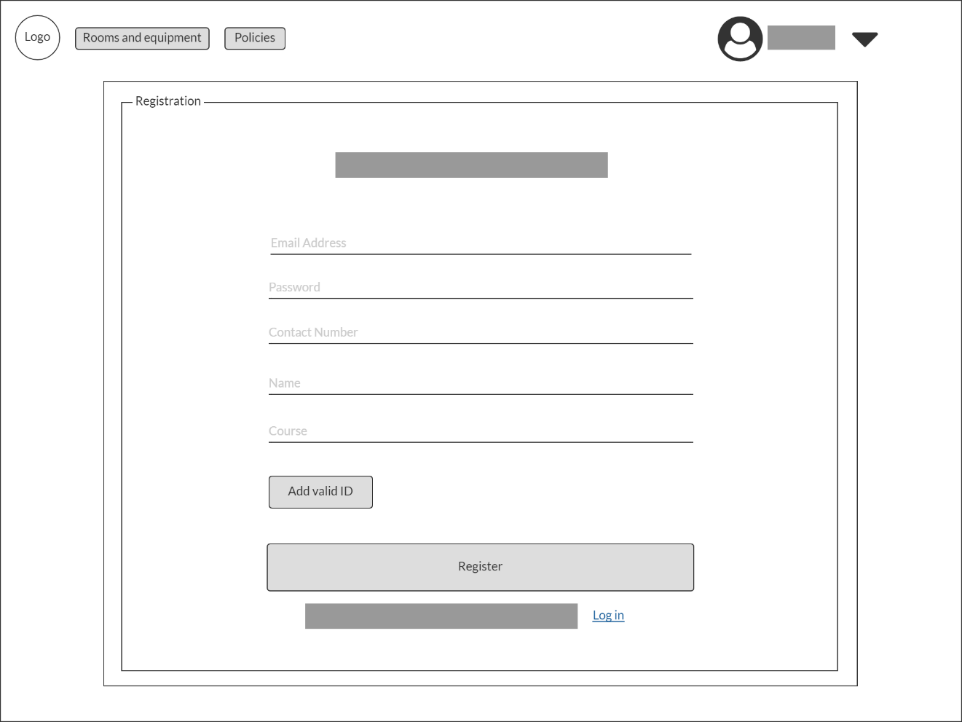 Logo
Rooms and equipment
Policies
Registration
Email Address
Password
Contact Number
Name
Course
Add valid ID
Register
Log in